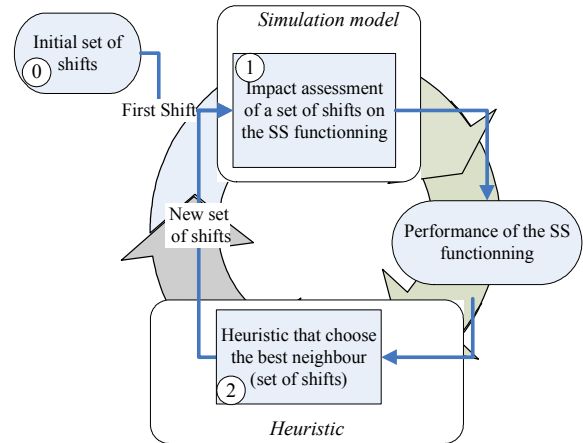 Simulation model
Initial set of
shifts
0
1
First Shift
Impact assessment
of a set of shifts on
the SS functionning
New set
of shifts
Performance of the SS
functionning
Heuristic that choose
the best neighbour
(set of shifts)
2
Heuristic